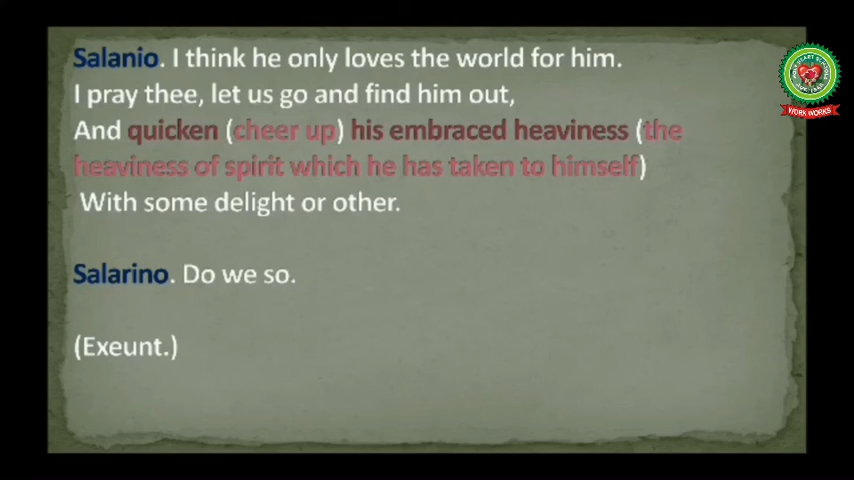 Salanio. I think he only loves the world for him.
I pray thee, let us go and find him out,
And quicken (cheer up) his embraced heaviness (the
heaviness of spirit which he has taken to himself)
With some delight or other.
Salarino. Do we so.
(Exeunt.)
WORK WORKS